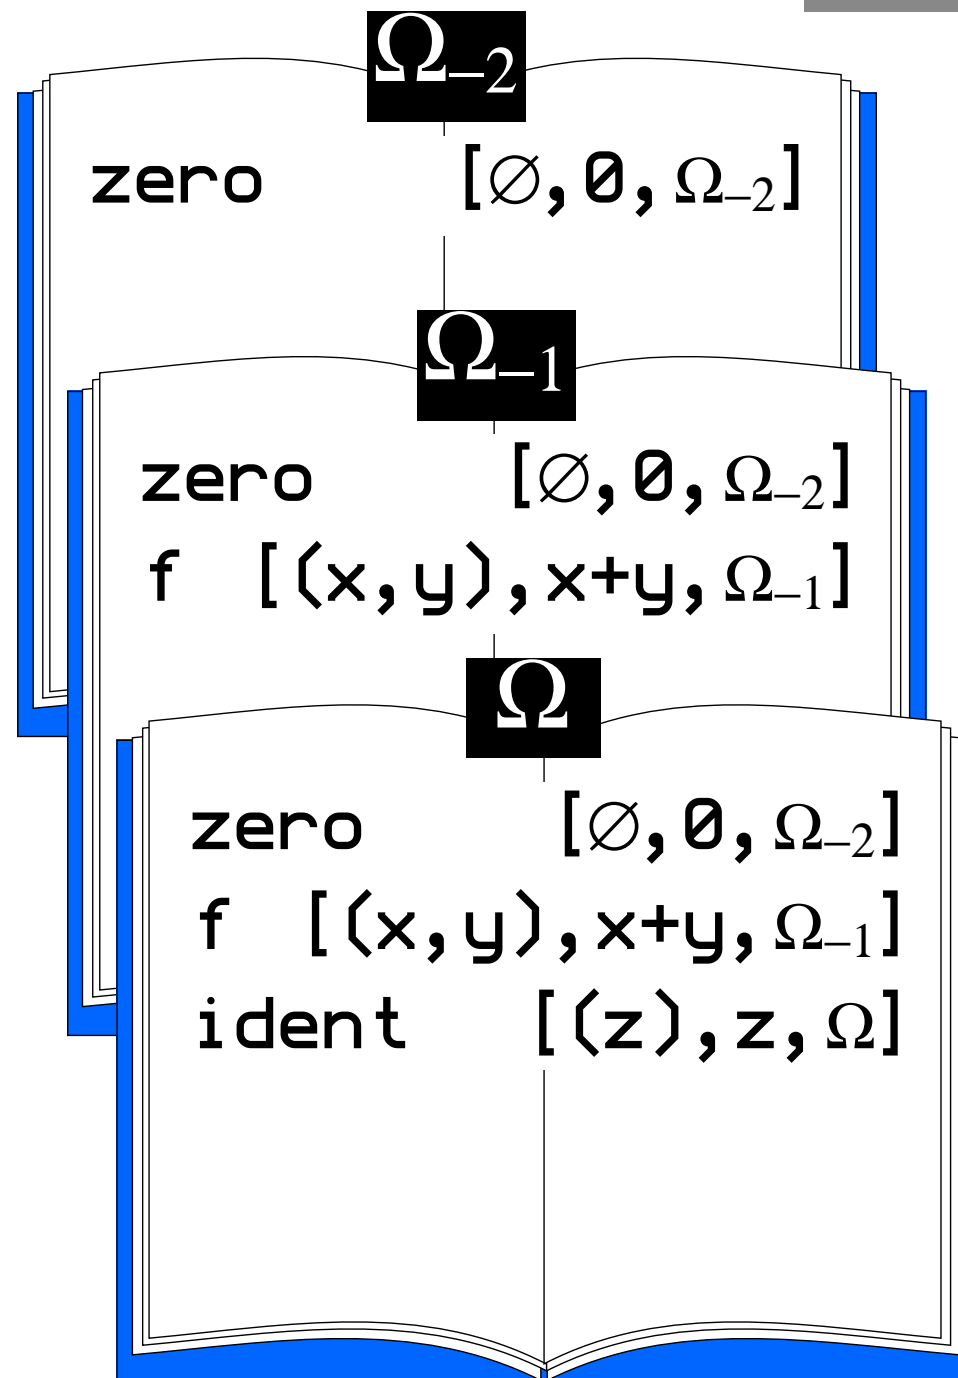 Ω₋₂
zero [∅,0,Ω₋₂]
Ω₋₁
zero [∅,0,Ω₋₂]
f [(x,y),x+y,Ω₋₁]
Ω
zero [∅,0,Ω₋₂]
f [(x,y),x+y,Ω₋₁]
ident [(z),z,Ω]